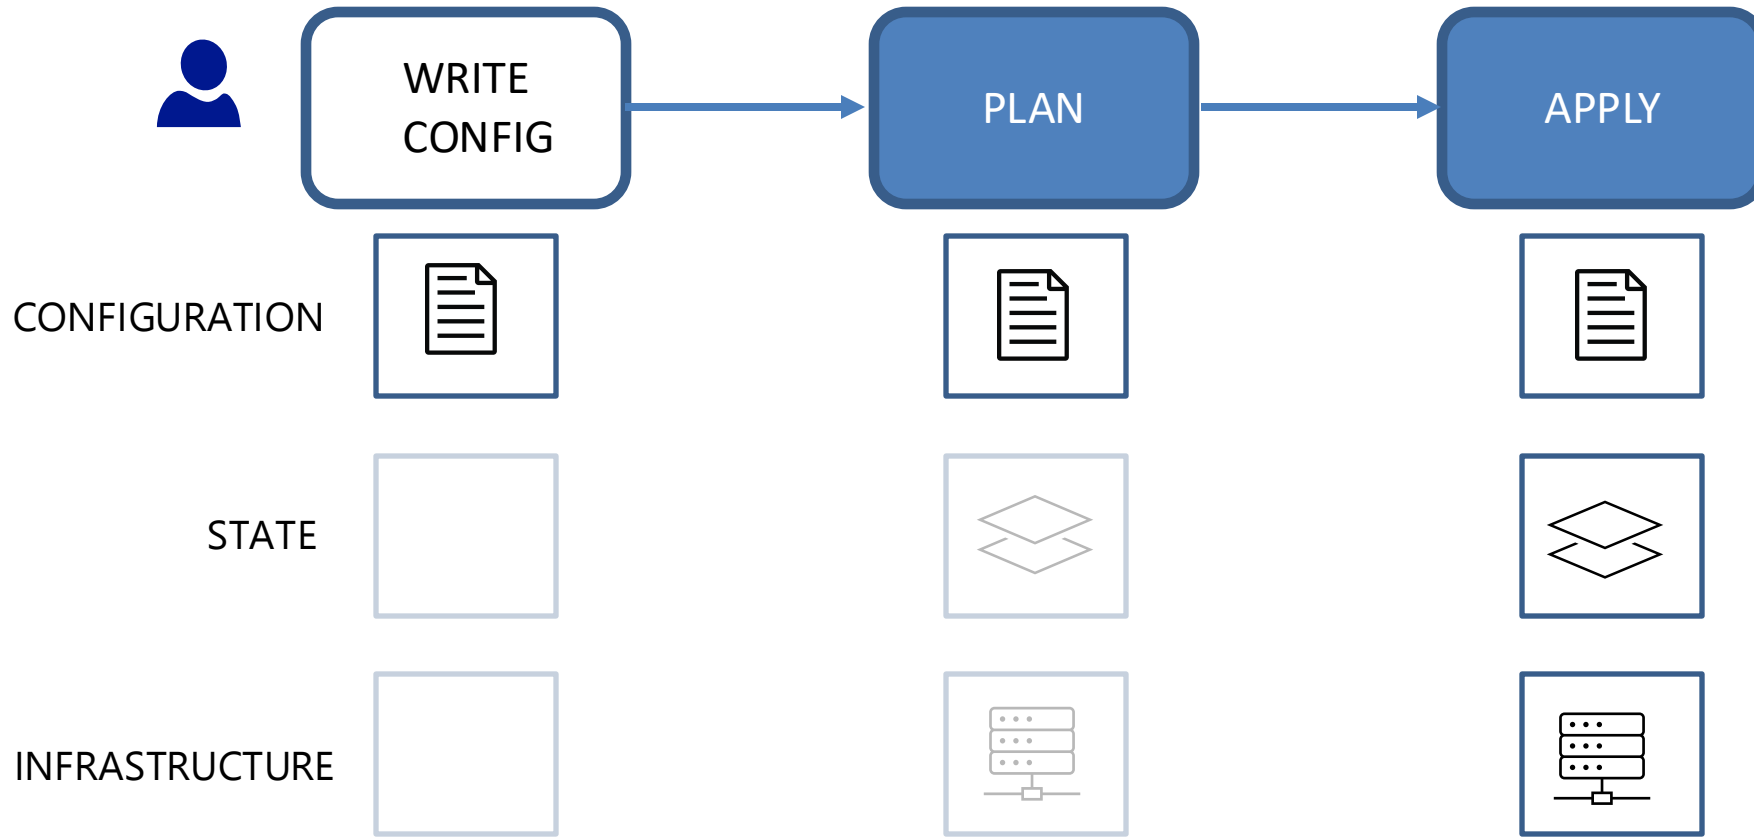 WRITE
CONFIG
PLAN
APPLY
CONFIGURATION
STATE
INFRASTRUCTURE